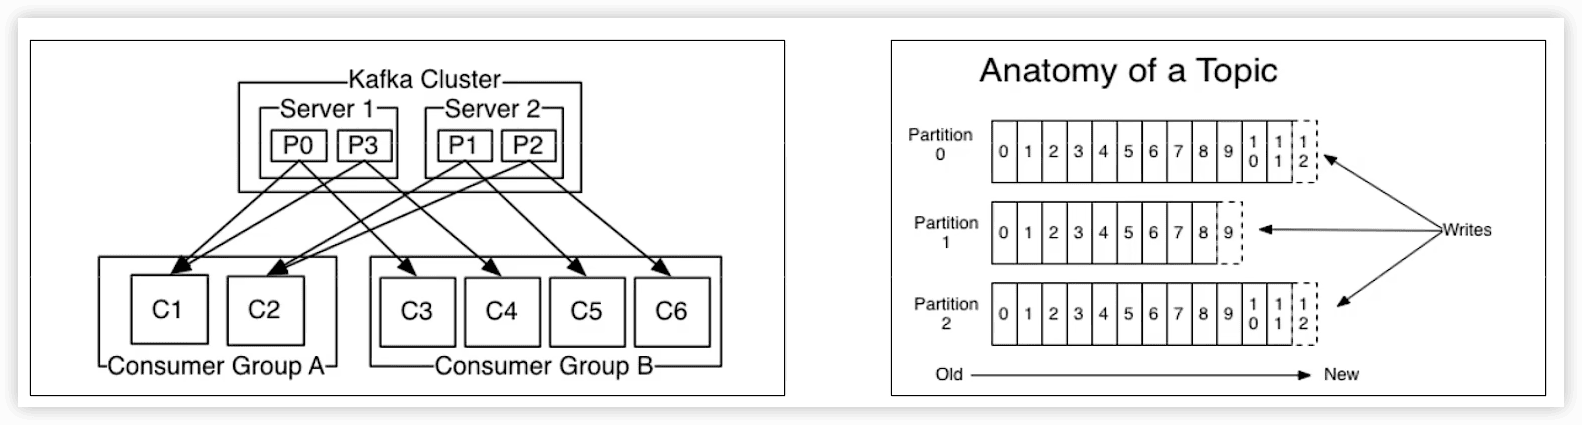 Kafka Cluster
Server 1
Server 2
P0
P3
P1
P2
C1
C2
C3
C4
C5
C6
Consumer Group A
Consumer Group B
Anatomy of a Topic
Partition
0
0 1 2 3 4 5 6 7 8 9 10 11 12
Partition
1
0 1 2 3 4 5 6 7 8 9
Partition
2
0 1 2 3 4 5 6 7 8 9 10 11 12
Writes
Old
New